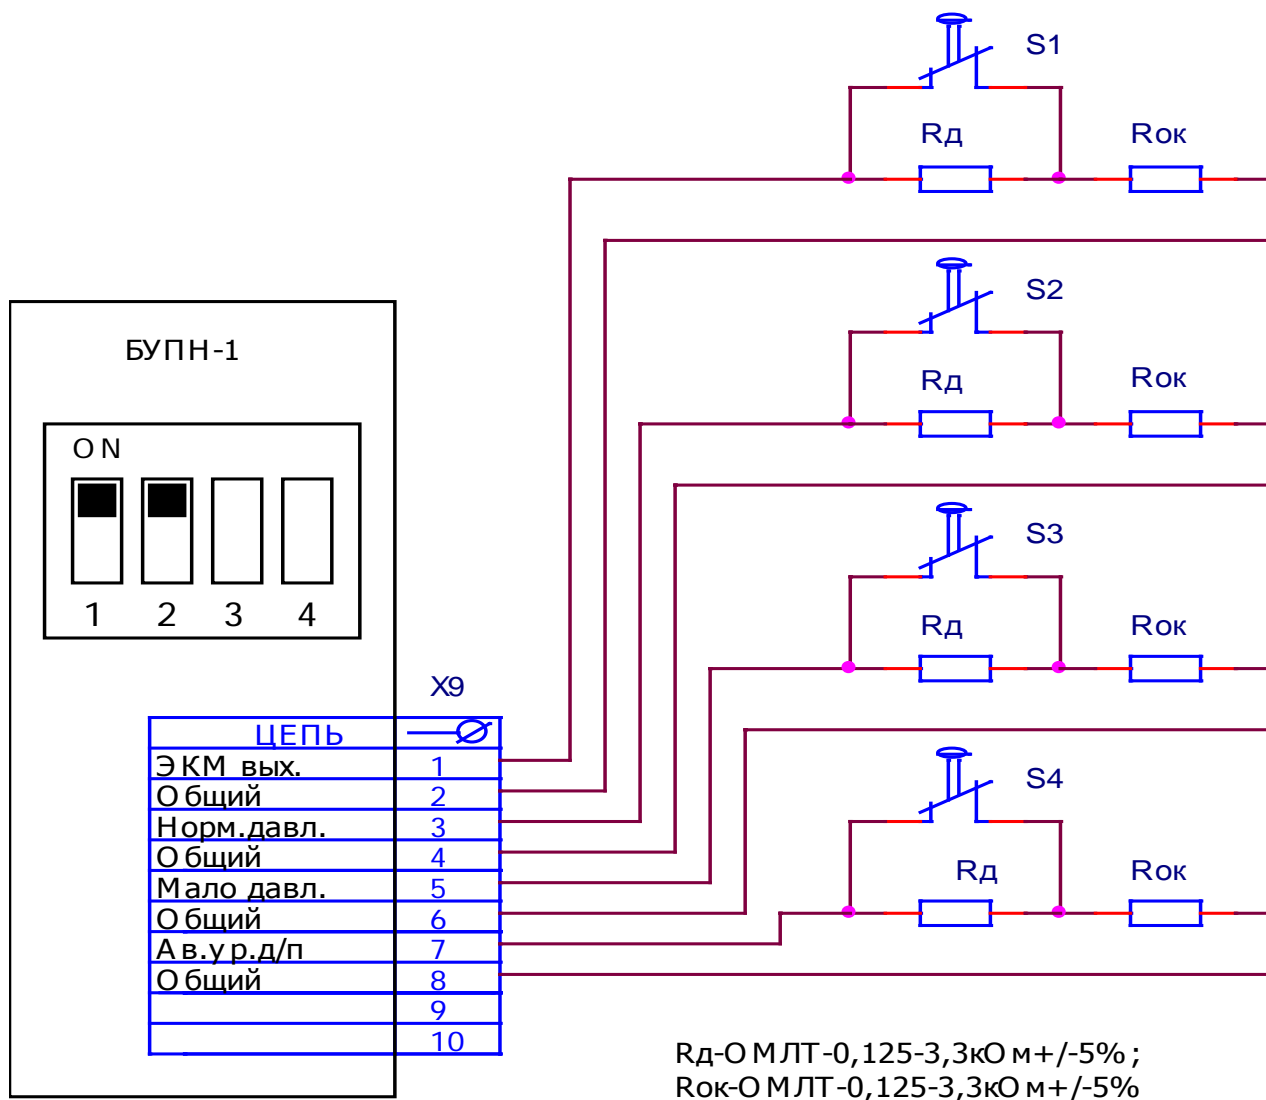 S1
Rд Rок
S2
БУПН-1
Rд Rок
ON
S3
1 2 3 4
Rд Rок
X9
ЦЕПЬ
ЭКМ вых. 1
Общий 2
S4
Норм.давл. 3
Общий 4
Rд Rок
Мало давл. 5
Общий 6
Ав.ур.д/п 7
Общий 8
9
10
Rд-ОМЛТ-0,125-3,3кОм+/-5%;
Rок-ОМЛТ-0,125-3,3кОм+/-5%